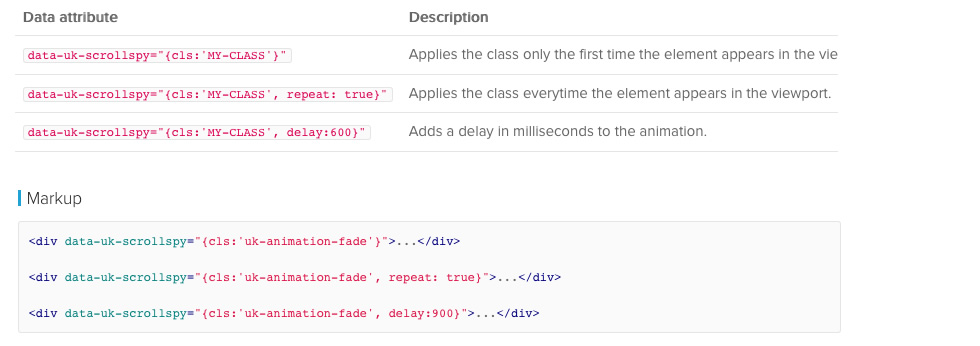 Data attribute Description
data-uk-scrollspy="{cls:'MY-CLASS'}" Applies the class only the first time the element appears in the vie
data-uk-scrollspy="{cls:'MY-CLASS', repeat: true}" Applies the class everytime the element appears in the viewport.
data-uk-scrollspy="{cls:'MY-CLASS', delay:600}" Adds a delay in milliseconds to the animation.
Markup
<div data-uk-scrollspy="{cls:'uk-animation-fade'}">...</div>
<div data-uk-scrollspy="{cls:'uk-animation-fade', repeat: true}">...</div>
<div data-uk-scrollspy="{cls:'uk-animation-fade', delay:900}">...</div>